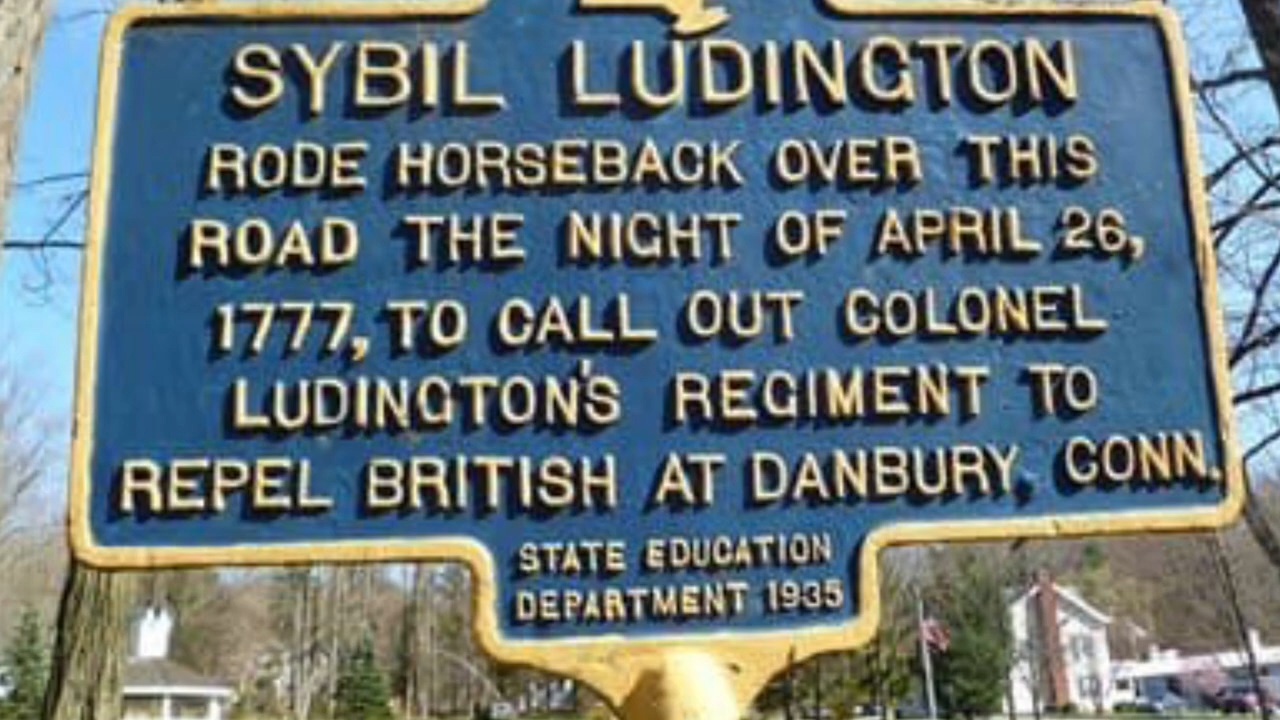 SYBIL LUDINGTON
RODE HORSEBACK OVER THIS
ROAD THE NIGHT OF APRIL 26,
1777, TO CALL OUT COLONEL
LUDINGTON'S REGIMENT TO
REPEL BRITISH AT DANBURY, CONN.
STATE EDUCATION
DEPARTMENT 1935